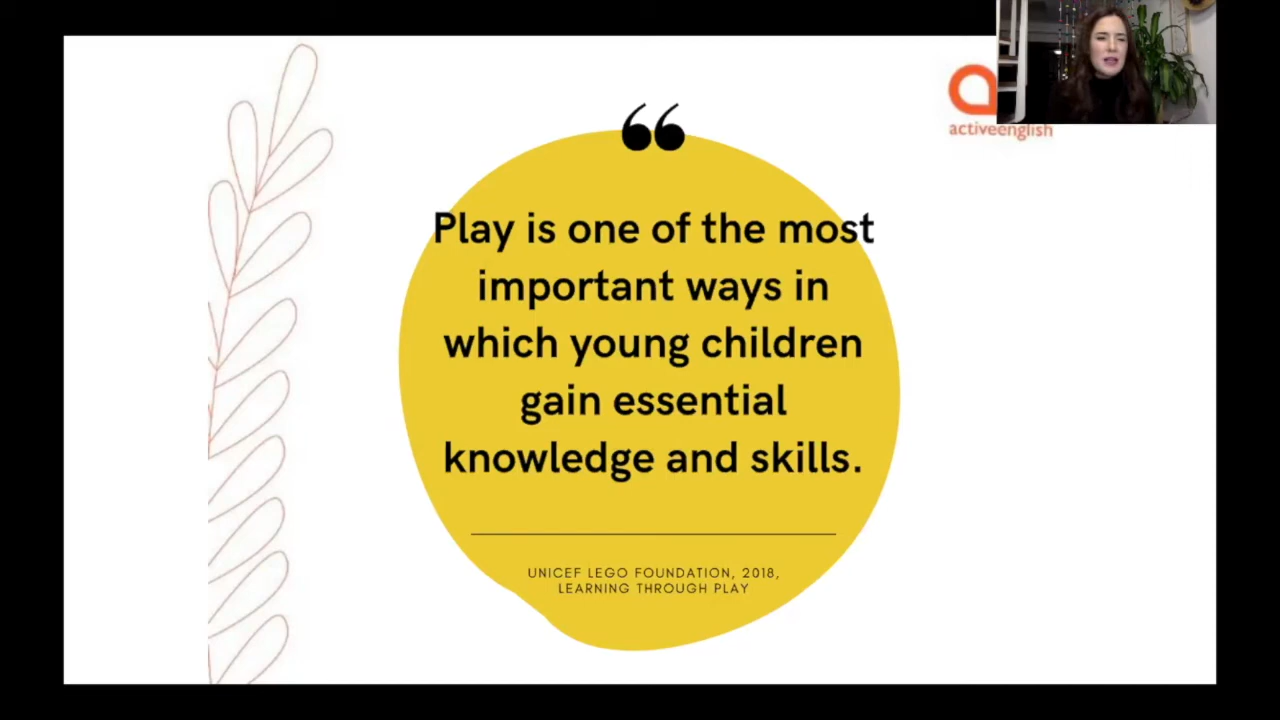 activeenglish
“
Play is one of the most
important ways in
which young children
gain essential
knowledge and skills.
UNICEF LEGO FOUNDATION, 2018,
LEARNING THROUGH PLAY